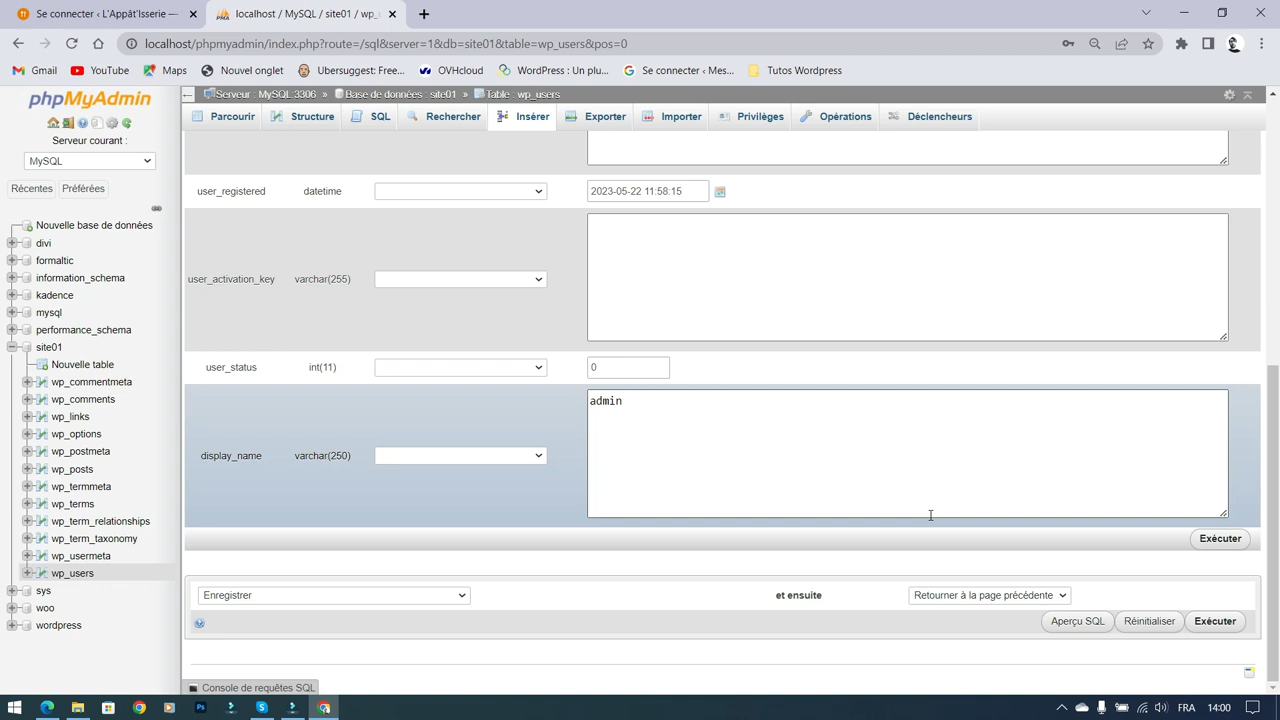 Se connecter ‹ L'Appât'Isserie —
localhost / MySQL / site01 / wp_
localhost/phpmyadmin/index.php?route=/sql&server=1&db=site01&table=wp_users&pos=0
Gmail YouTube Maps Nouvel onglet Ubersuggest: Free... OVHcloud WordPress : Un plu... Se connecter ‹ Mes... Tutos Wordpress
phpMyAdmin
Serveur courant :
MySQL
Récentes Préférées
Nouvelle base de données
divi
formaltic
information_schema
kadence
mysql
performance_schema
site01
Nouvelle table
wp_commentmeta
wp_comments
wp_links
wp_options
wp_postmeta
wp_posts
wp_termmeta
wp_terms
wp_term_relationships
wp_term_taxonomy
wp_usermeta
wp_users
sys
woo
wordpress
Serveur : MySQL:3306 » Base de données : site01 » Table : wp_users
Parcourir Structure SQL Rechercher Insérer Exporter Importer Privilèges Opérations Déclencheurs
user_registered datetime 2023-05-22 11:58:15
user_activation_key varchar(255)
user_status int(11) 0
display_name varchar(250) admin
Exécuter
Enregistrer et ensuite Retourner à la page précédente
Aperçu SQL Réinitialiser Exécuter
Console de requêtes SQL
FRA 14:00